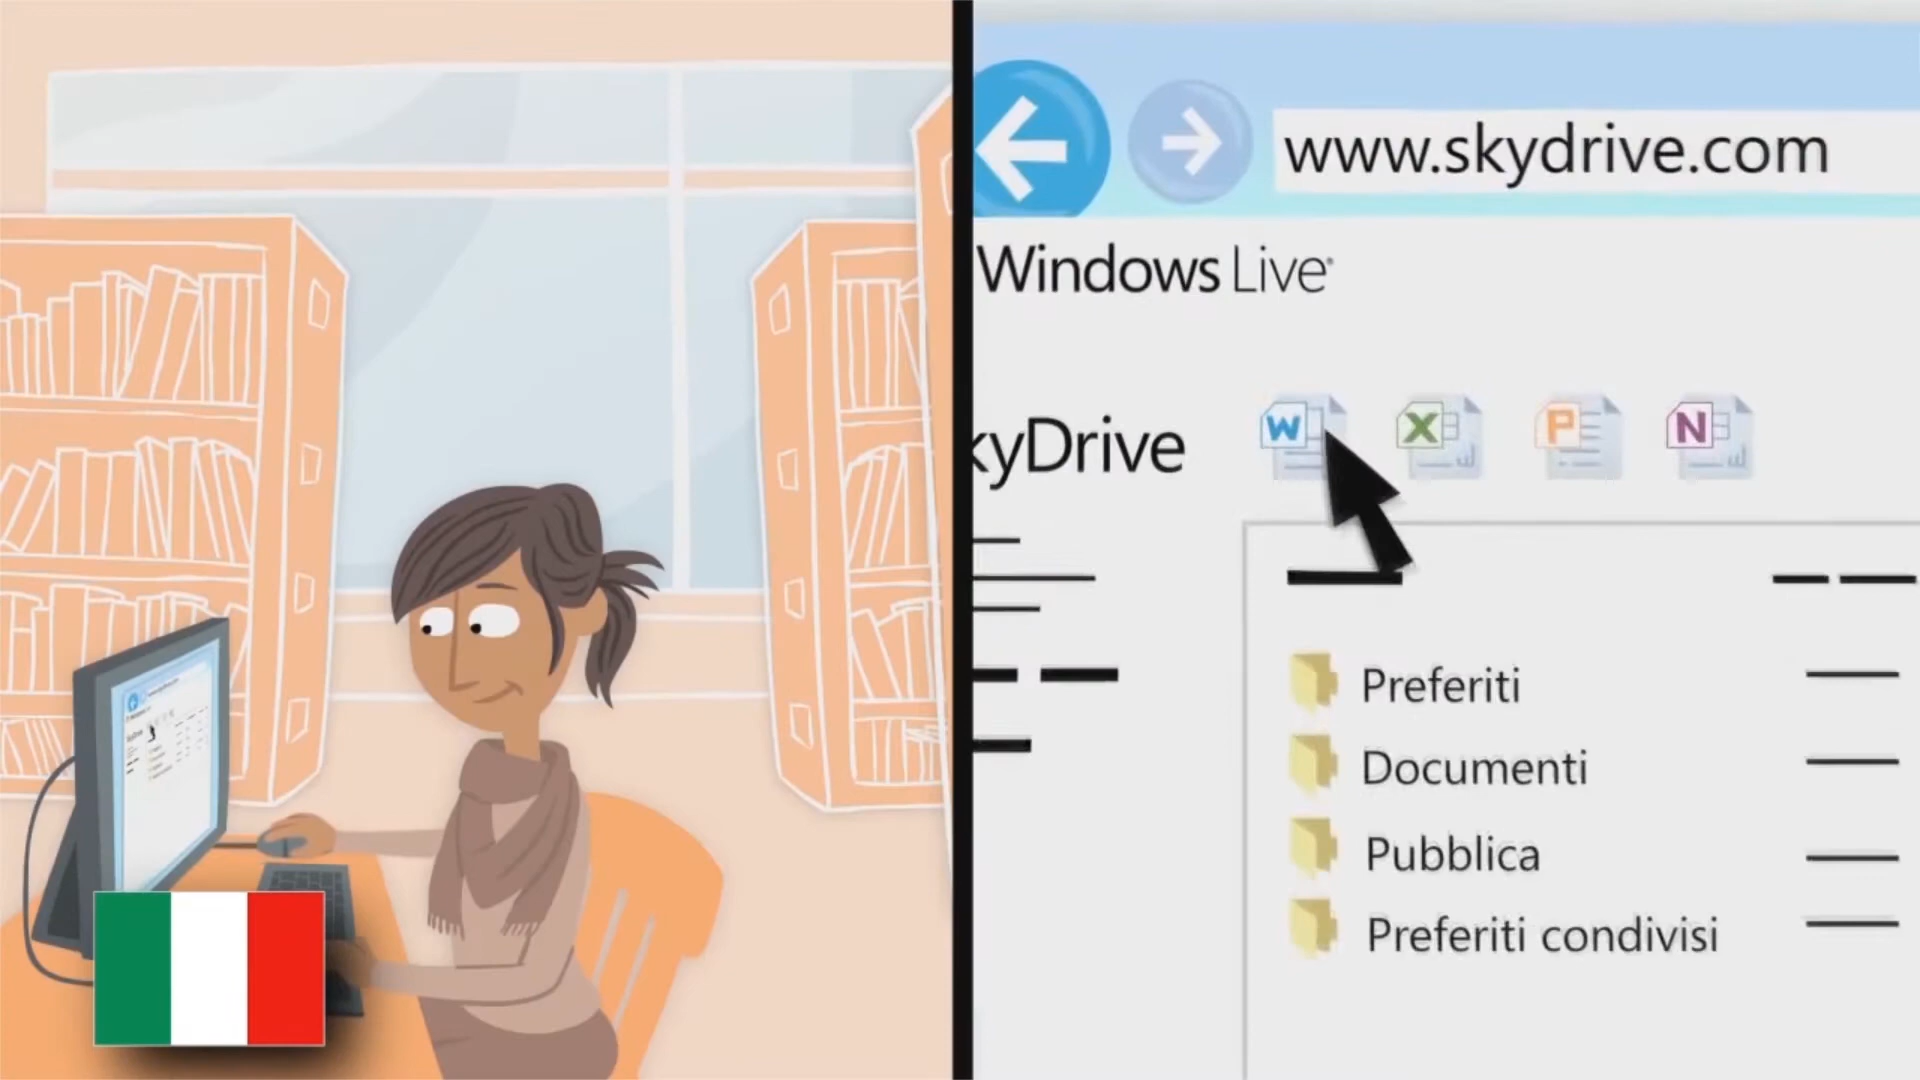 www.skydrive.com
Windows Live
kyDrive
W X P N
Preferiti
Documenti
Pubblica
Preferiti condivisi